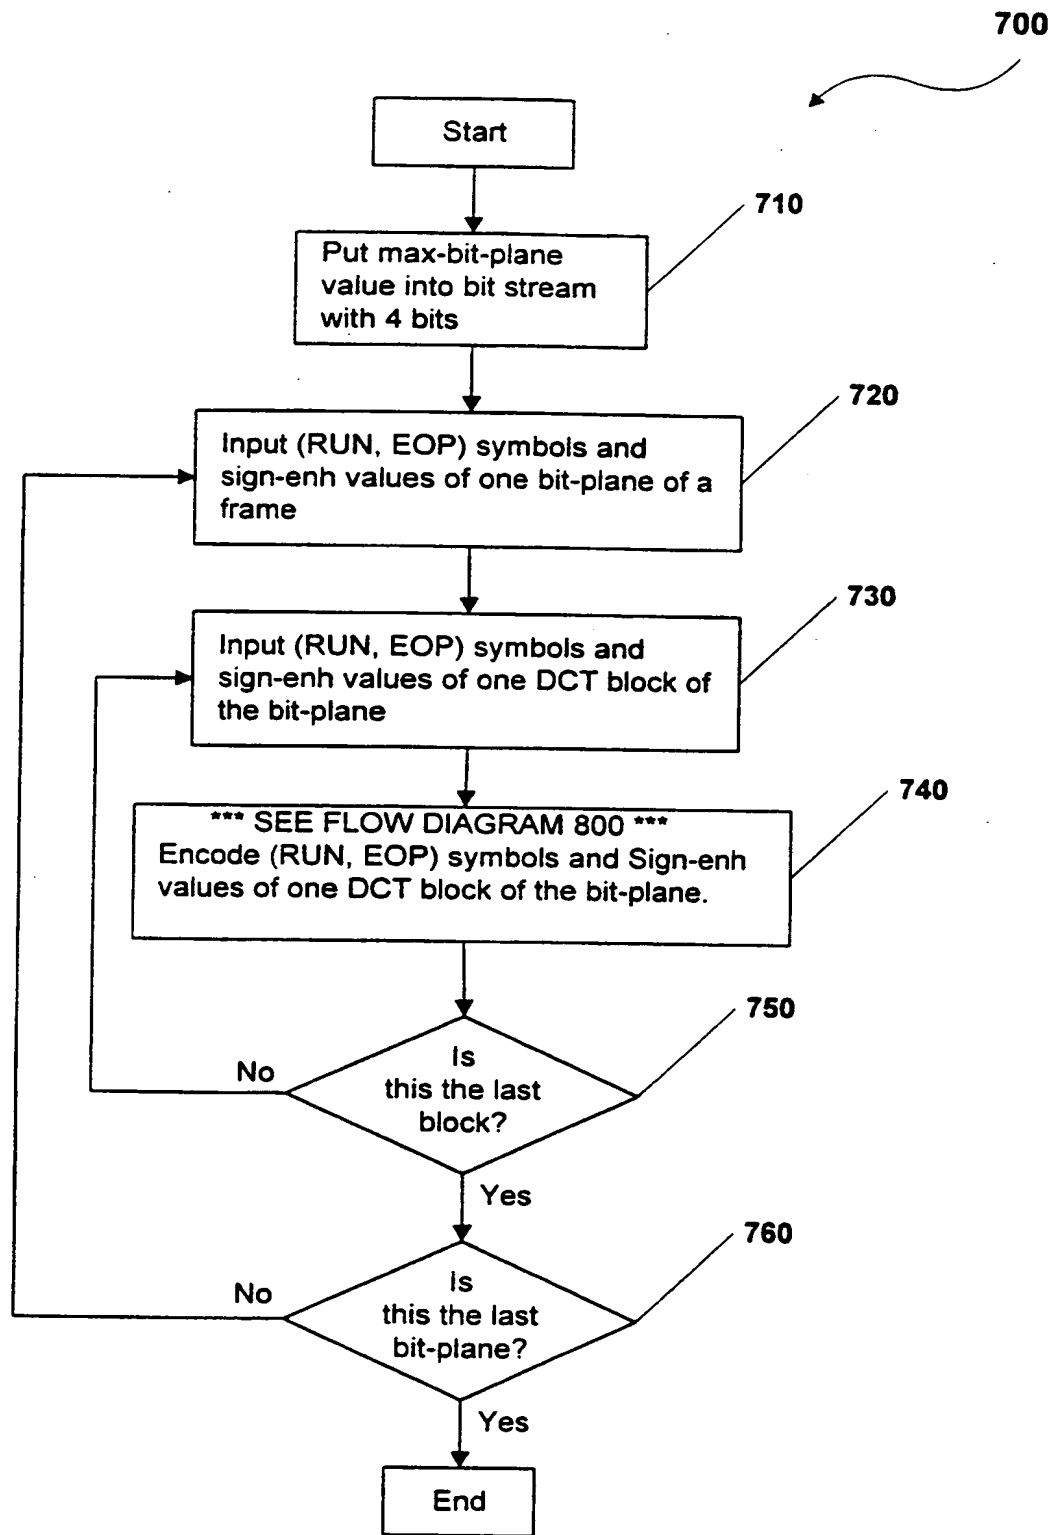 700
Start
710
Put max-bit-plane
value into bit stream
with 4 bits
720
Input (RUN, EOP) symbols and
sign-enh values of one bit-plane of a
frame
730
Input (RUN, EOP) symbols and
sign-enh values of one DCT block of
the bit-plane
740
*** SEE FLOW DIAGRAM 800 ***
Encode (RUN, EOP) symbols and Sign-enh
values of one DCT block of the bit-plane.
750
Is
this the last
block?
No
Yes
760
Is
this the last
bit-plane?
No
Yes
End